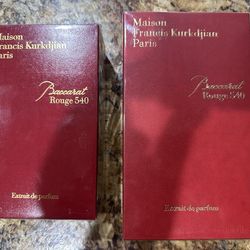 Maison
Francis Kurkdjian
Paris
Baccarat
Rouge 540
Extrait de parfum
Maison
Francis Kurkdjian
Paris
Baccarat
Rouge 540
Extrait de parfum